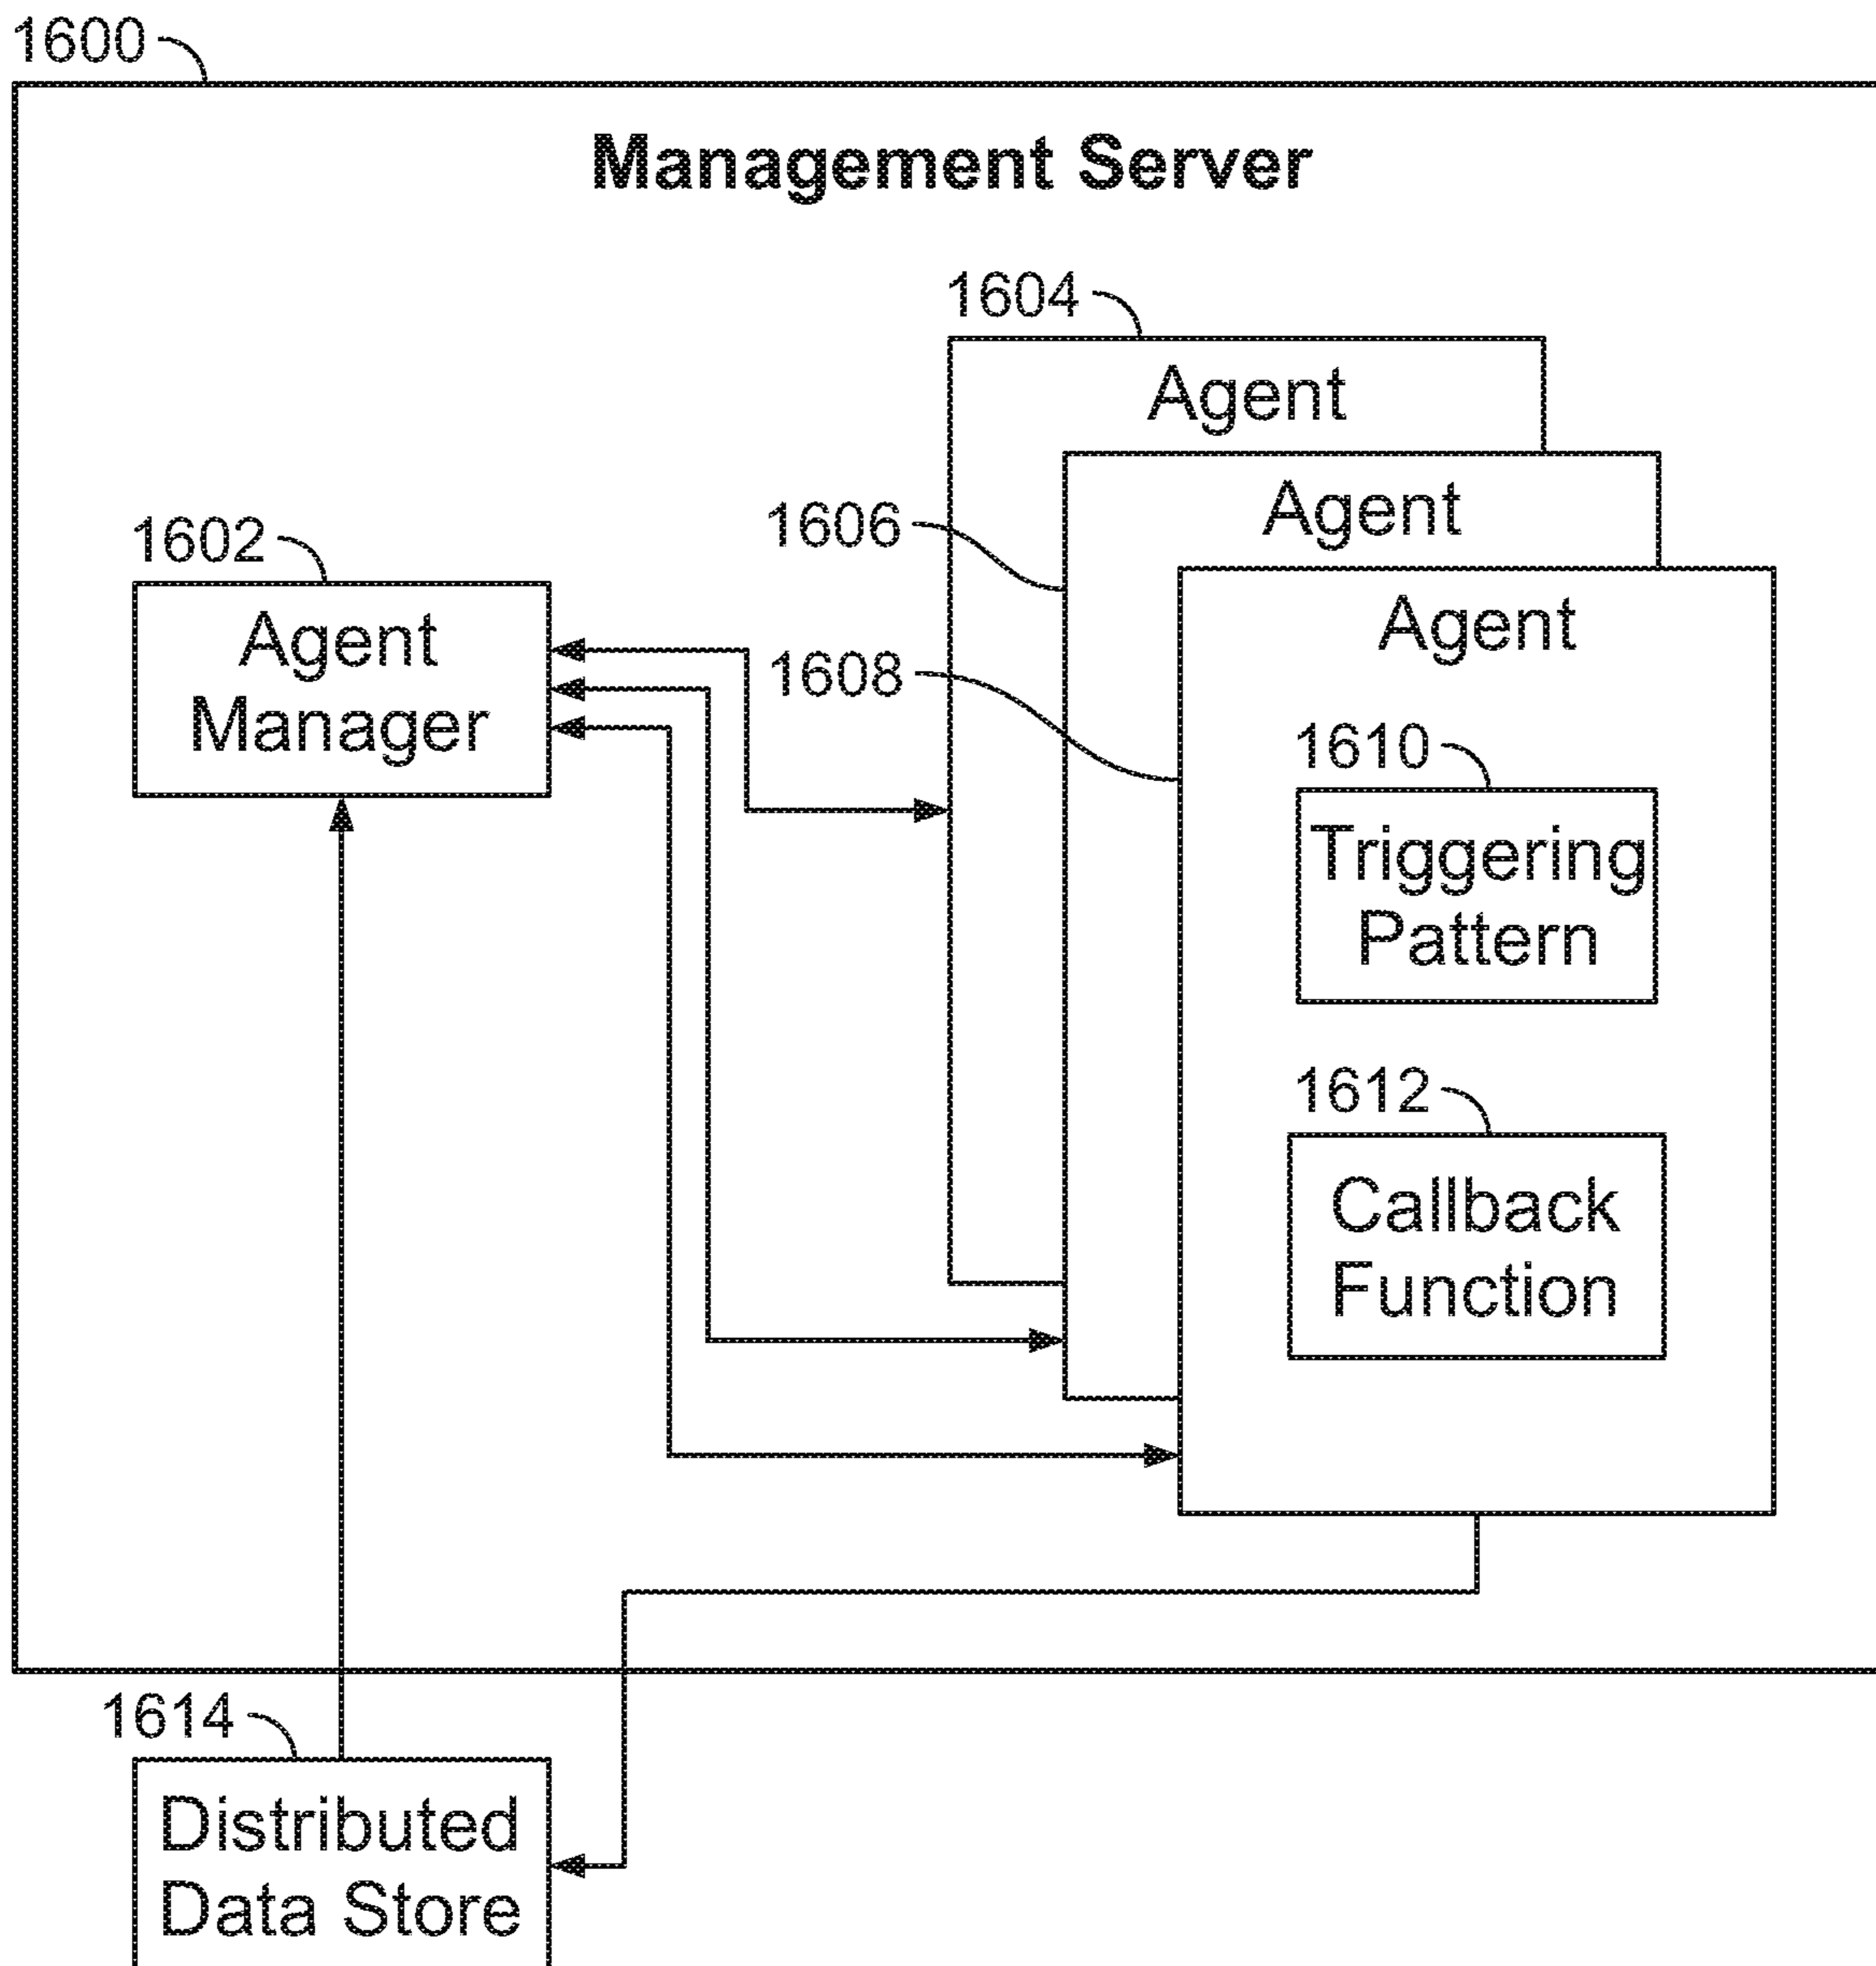 1600
Management Server
1604
Agent
1606
Agent
1602
Agent
Manager
1608
Agent
1610
Triggering
Pattern
1612
Callback
Function
1614
Distributed
Data Store